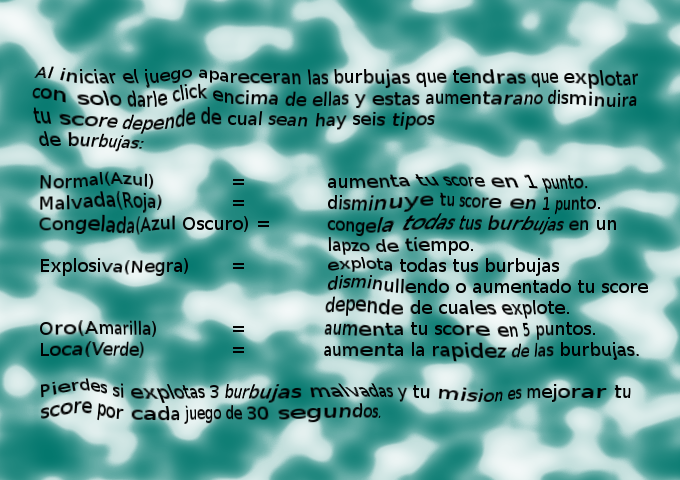 Al iniciar el juego apareceran las burbujas que tendras que explotar
con solo darle click encima de ellas y estas aumentarano disminuira
tu score depende de cual sean hay seis tipos
de burbujas:
Normal(Azul) = aumenta tu score en 1 punto.
Malvada(Roja) = disminuye tu score en 1 punto.
Congelada(Azul Oscuro) = congela todas tus burbujas en un
lapzo de tiempo.
Explosiva(Negra) = explota todas tus burbujas
disminullendo o aumentado tu score
depende de cuales explote.
Oro(Amarilla) = aumenta tu score en 5 puntos.
Loca(Verde) = aumenta la rapidez de las burbujas.
Pierdes si explotas 3 burbujas malvadas y tu mision es mejorar tu
score por cada juego de 30 segundos.